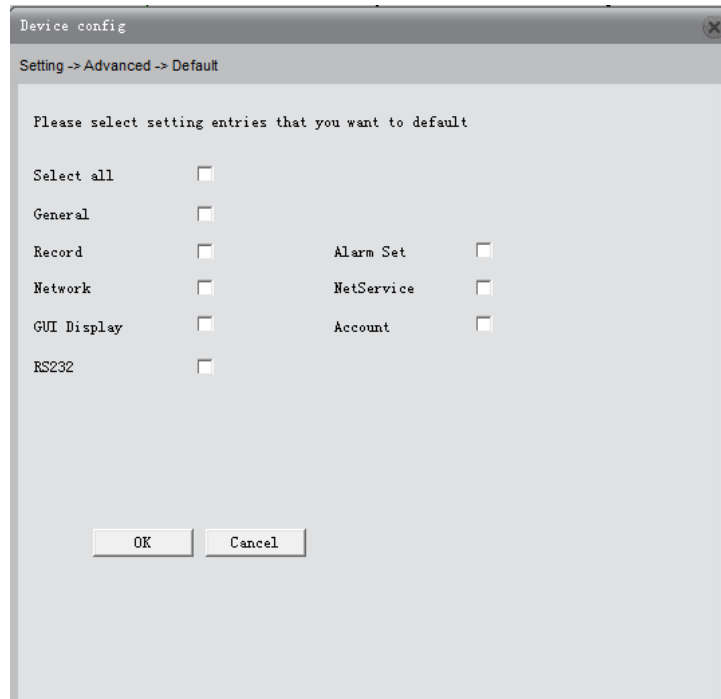 Device config
Setting -> Advanced -> Default
Please select setting entries that you want to default
Select all
General
Record Alarm Set
Network NetService
GUI Display Account
RS232
OK Cancel